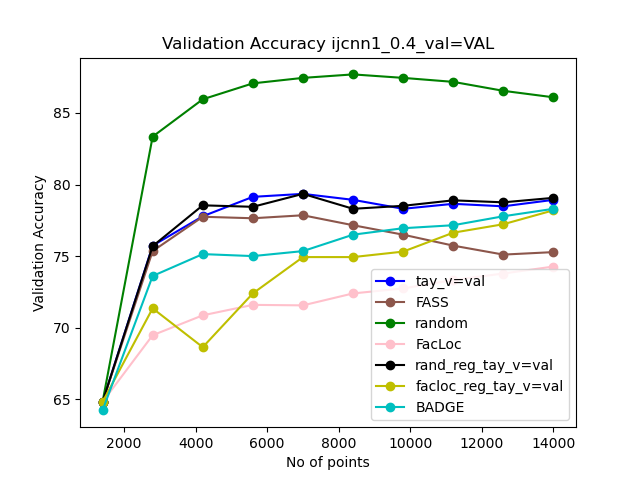 Validation Accuracy ijcnn1_0.4_val=VAL
Validation Accuracy
85
80
75
70
65
2000
4000
6000
8000
10000
12000
14000
No of points
tay_v=val
FASS
random
FacLoc
rand_reg_tay_v=val
facloc_reg_tay_v=val
BADGE